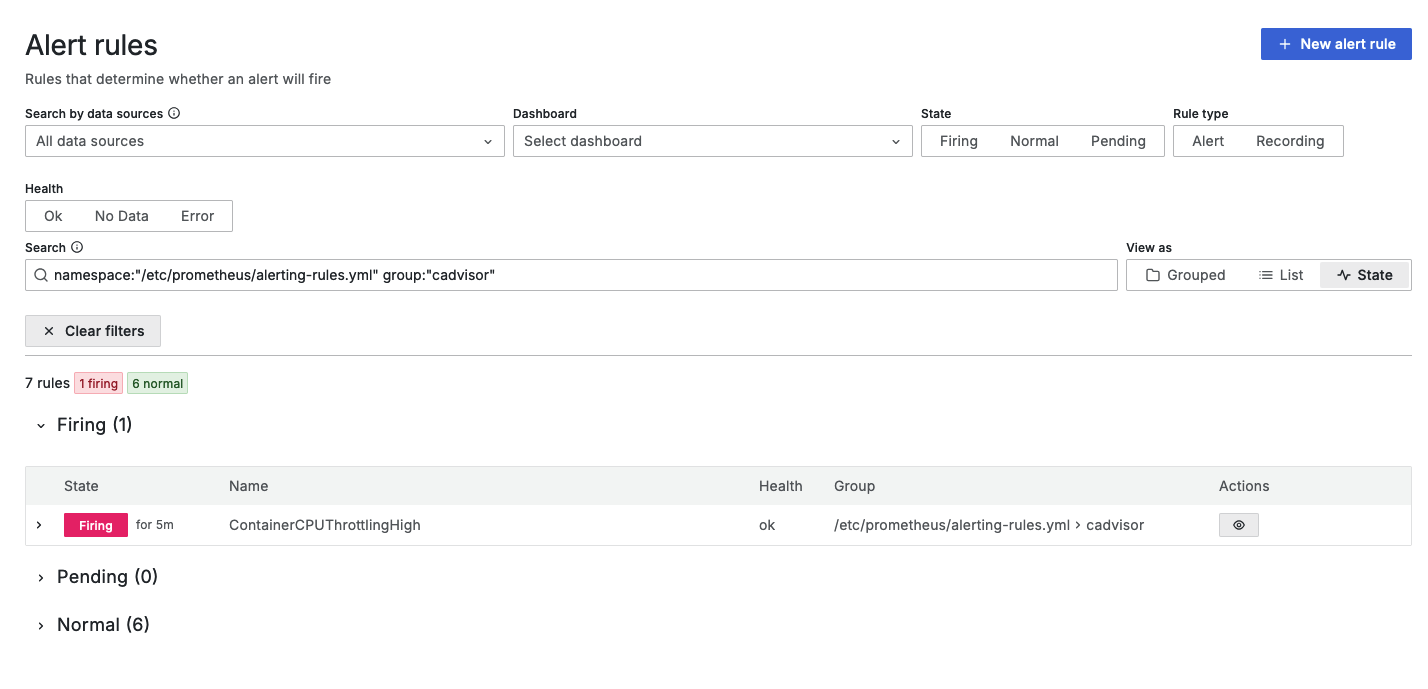 Alert rules
New alert rule
Rules that determine whether an alert will fire
Search by data sources Dashboard State Rule type
All data sources Select dashboard Firing Normal Pending Alert Recording
Health
Ok No Data Error
Search View as
namespace:"/etc/prometheus/alerting-rules.yml" group:"cadvisor" Grouped List State
Clear filters
7 rules 1 firing 6 normal
Firing (1)
State Name Health Group Actions
Firing for 5m ContainerCPUThrottlingHigh ok /etc/prometheus/alerting-rules.yml > cadvisor
Pending (0)
Normal (6)